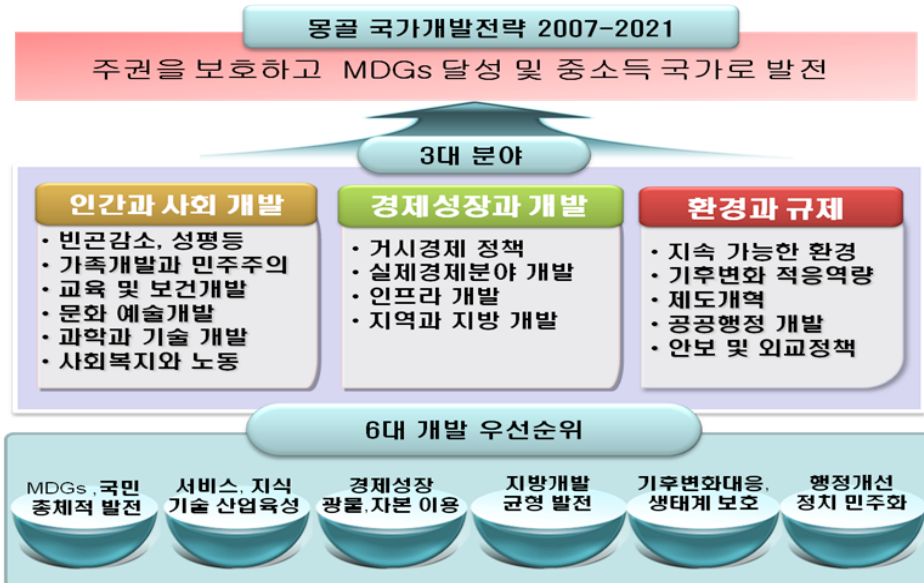 몽골 국가개발전략 2007-2021
주권을 보호하고 MDGs 달성 및 중소득 국가로 발전
3대 분야
인간과 사회 개발
• 빈곤감소, 성평등
• 가족개발과 민주주의
• 교육 및 보건개발
• 문화 예술개발
• 과학과 기술 개발
• 사회복지와 노동
경제성장과 개발
• 거시경제 정책
• 실제경제분야 개발
• 인프라 개발
• 지역과 지방 개발
환경과 규제
• 지속 가능한 환경
• 기후변화 적응역량
• 제도개혁
• 공공행정 개발
• 안보 및 외교정책
6대 개발 우선순위
MDGs ,국민
총체적 발전
서비스, 지식
기술 산업육성
경제성장
광물,자본 이용
지방개발
균형 발전
기후변화대응,
생태계 보호
행정개선
정치 민주화